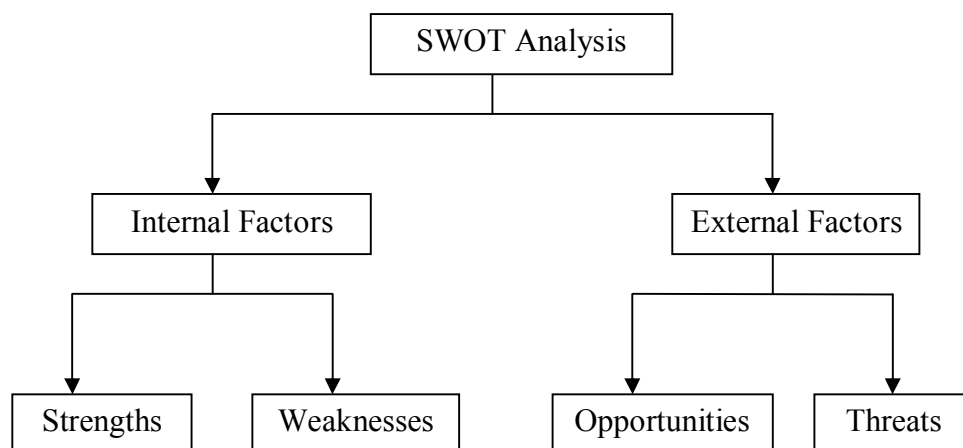 SWOT Analysis
Internal Factors
External Factors
Strengths
Weaknesses
Opportunities
Threats